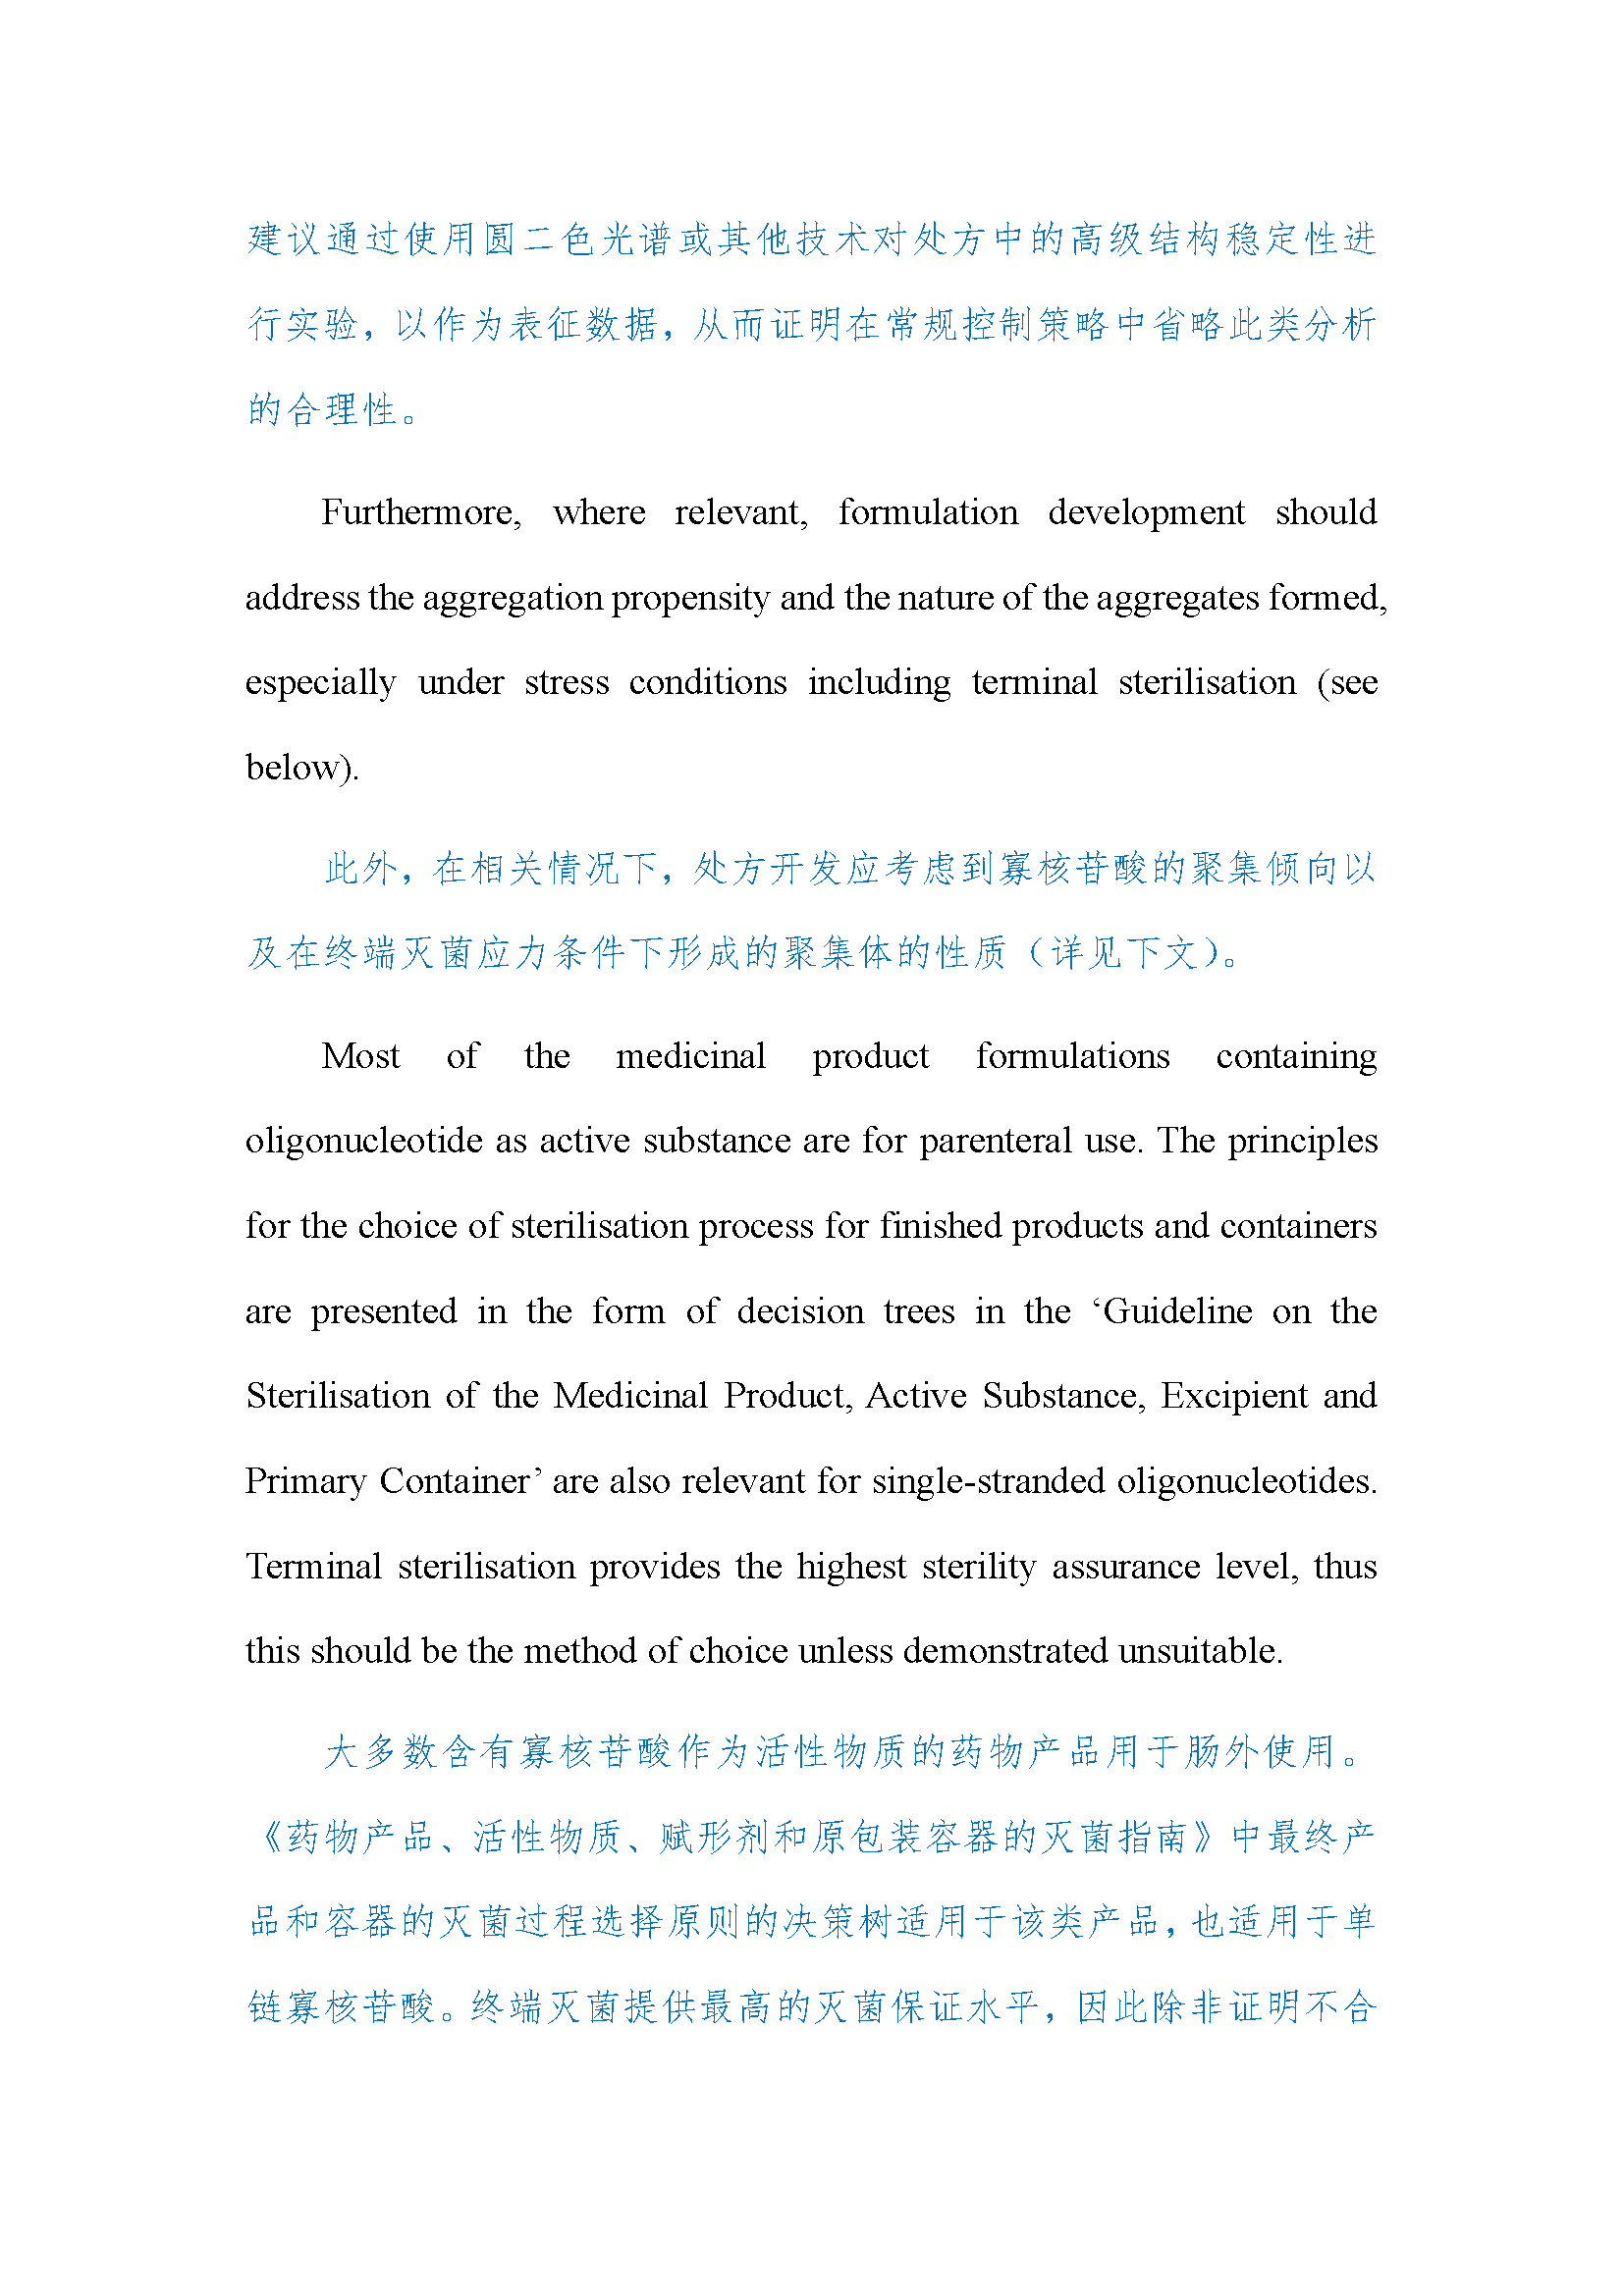 建议通过使用圆二色光谱或其他技术对处方中的高级结构稳定性进
行实验，以作为表征数据，从而证明在常规控制策略中省略此类分析
的合理性。
Furthermore, where relevant, formulation development should
address the aggregation propensity and the nature of the aggregates formed,
especially under stress conditions including terminal sterilisation (see
below).
此外，在相关情况下，处方开发应考虑到寡核苷酸的聚集倾向以
及在终端灭菌应力条件下形成的聚集体的性质（详见下文）。
Most of the medicinal product formulations containing
oligonucleotide as active substance are for parenteral use. The principles
for the choice of sterilisation process for finished products and containers
are presented in the form of decision trees in the ‘Guideline on the
Sterilisation of the Medicinal Product, Active Substance, Excipient and
Primary Container’ are also relevant for single-stranded oligonucleotides.
Terminal sterilisation provides the highest sterility assurance level, thus
this should be the method of choice unless demonstrated unsuitable.
大多数含有寡核苷酸作为活性物质的药物产品用于肠外使用。
《药物产品、活性物质、赋形剂和原包装容器的灭菌指南》中最终产
品和容器的灭菌过程选择原则的决策树适用于该类产品，也适用于单
链寡核苷酸。终端灭菌提供最高的灭菌保证水平，因此除非证明不合